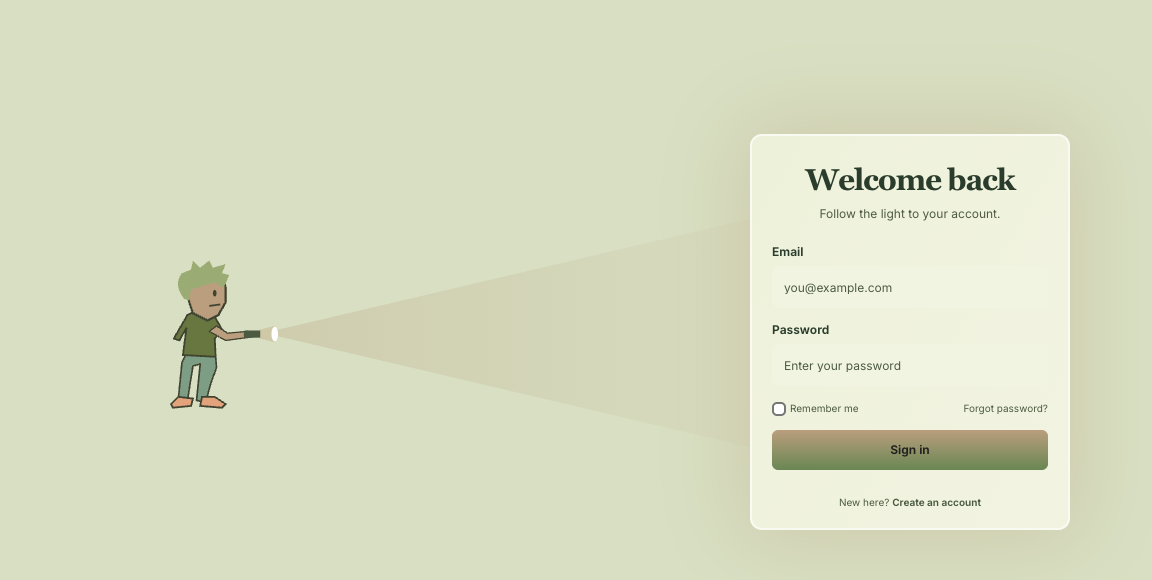 Welcome back
Follow the light to your account.
Email
you@example.com
Password
Enter your password
Remember me
Forgot password?
Sign in
New here? Create an account